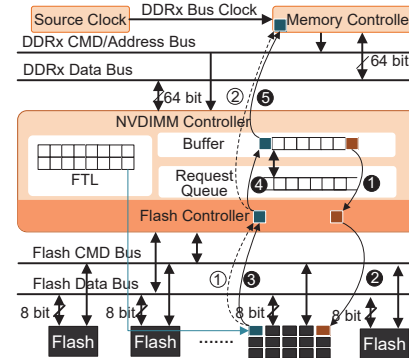 DDRx Bus Clock
Source Clock
Memory Controlle
DDRx CMD/Address Bus
DDRx Data Bus
64 bit
64 bit
② ❺
NVDIMM Controller
Buffer
FTL
Request
Queue
❹ ❶
Flash Controller
Flash CMD Bus
① ❸ ❷
Flash Data Bus
8 bit 8 bit 8 bit 8 bit
Flash Flash ....... Flash